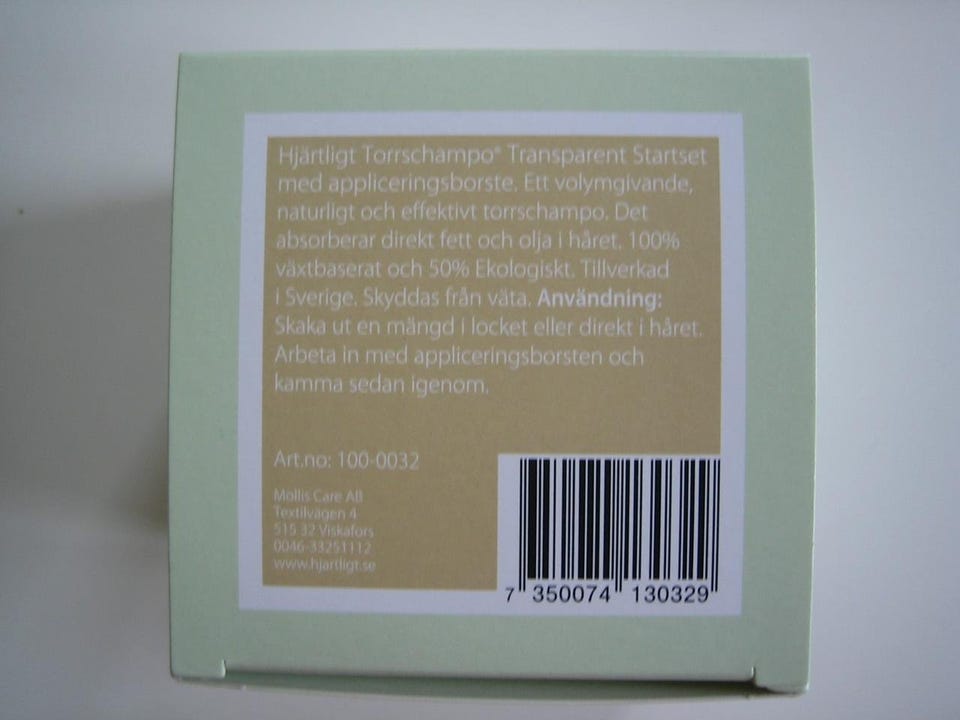 Hjärtligt Torrschampo® Transparent Startset
med appliceringsborste. Ett volymgivande,
naturligt och effektivt torrschampo. Det
absorberar direkt fett och olja i håret. 100%
växtbaserat och 50% Ekologiskt. Tillverkad
i Sverige. Skyddas från väta. Användning:
Skaka ut en mängd i locket eller direkt i håret.
Arbeta in med appliceringsborsten och
kamma sedan igenom.
Art.no: 100-0032
Mollis Care AB
Textilvägen 4
515 32 Viskafors
0046-33251112
www.hjartligt.se
7 350074 130329